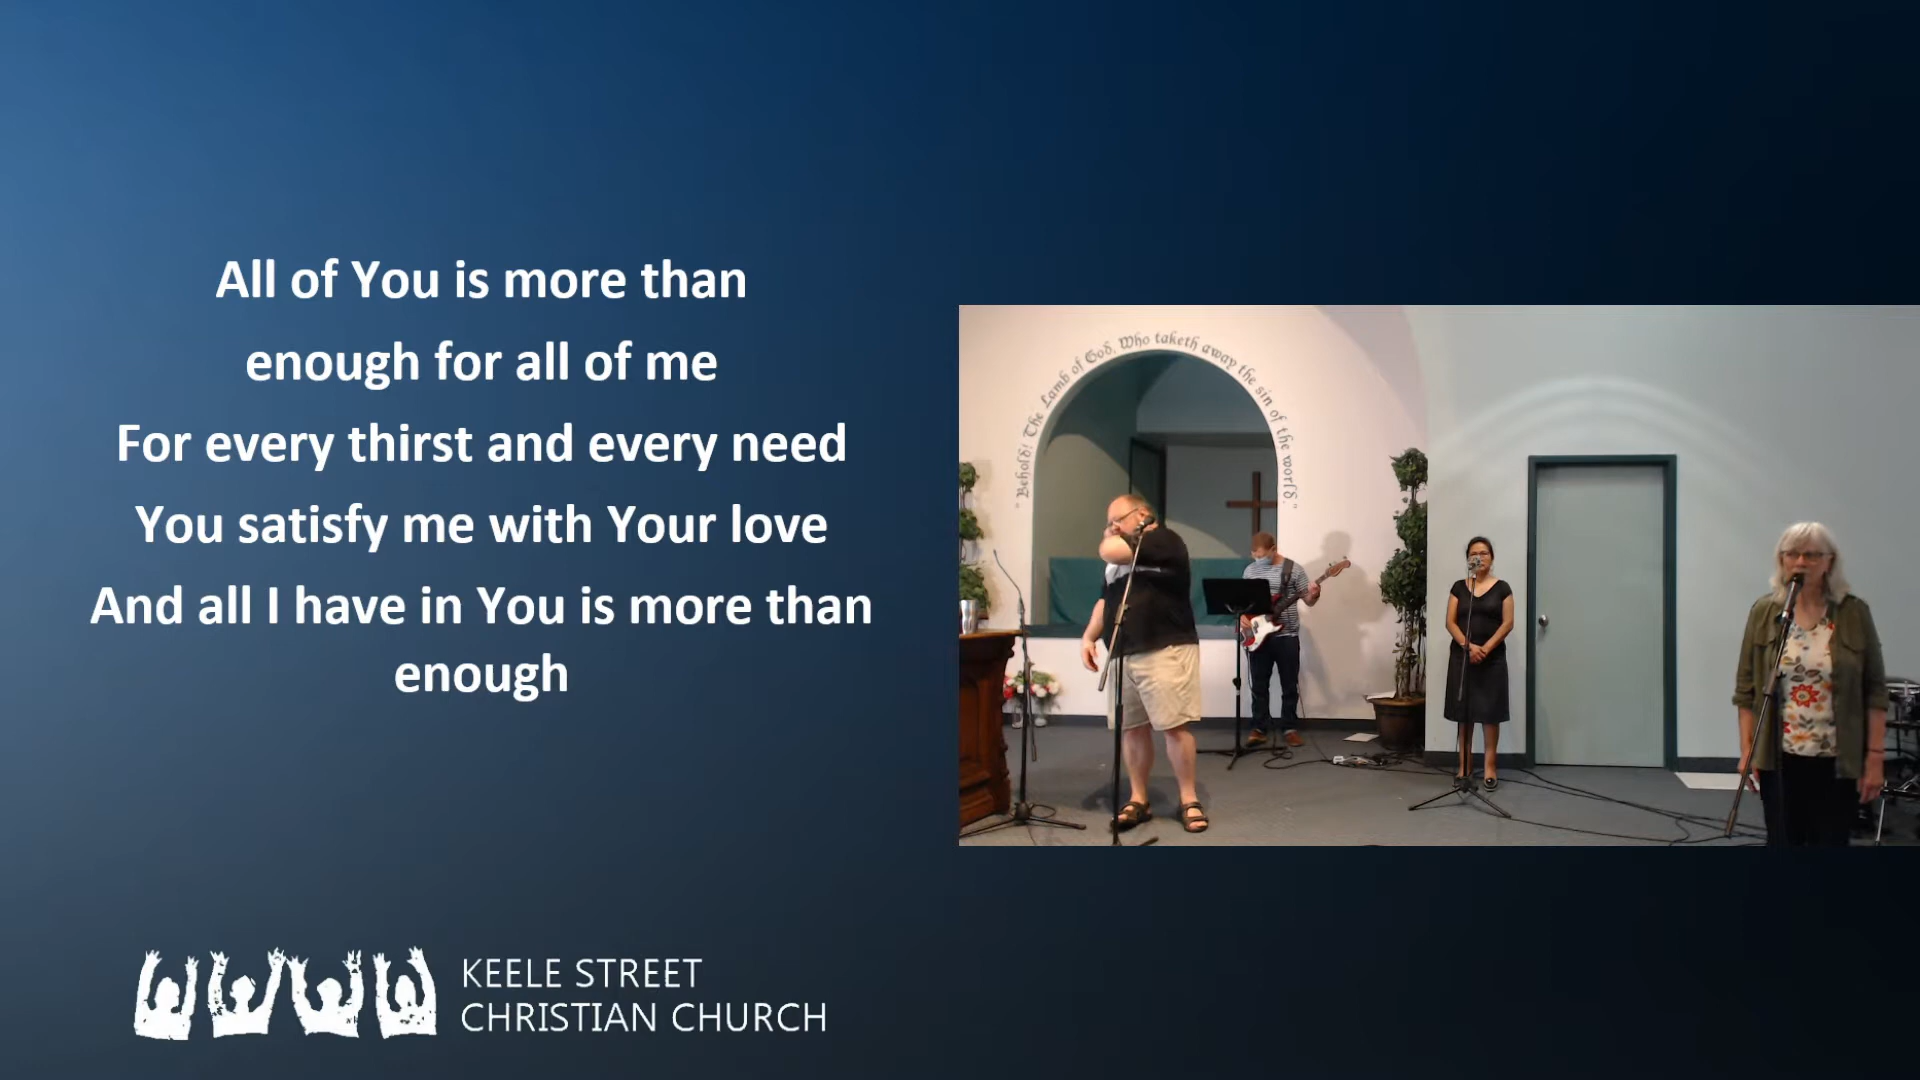 All of You is more than
enough for all of me
For every thirst and every need
You satisfy me with Your love
And all I have in You is more than
enough
"Behold! The Lamb of God, Who taketh away the sin of the world."
KEELE STREET
CHRISTIAN CHURCH